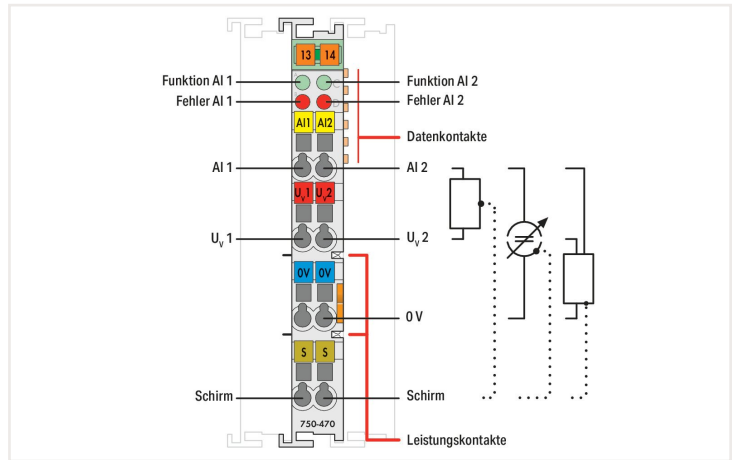 13 14
Funktion AI 1
Funktion AI 2
Fehler AI 1
Fehler AI 2
AI1 AI2
Datenkontakte
AI 1
AI 2
Uv1 Uv2
Uv 1
Uv 2
0V 0V
0 V
S S
Schirm
Schirm
750-470
Leistungskontakte